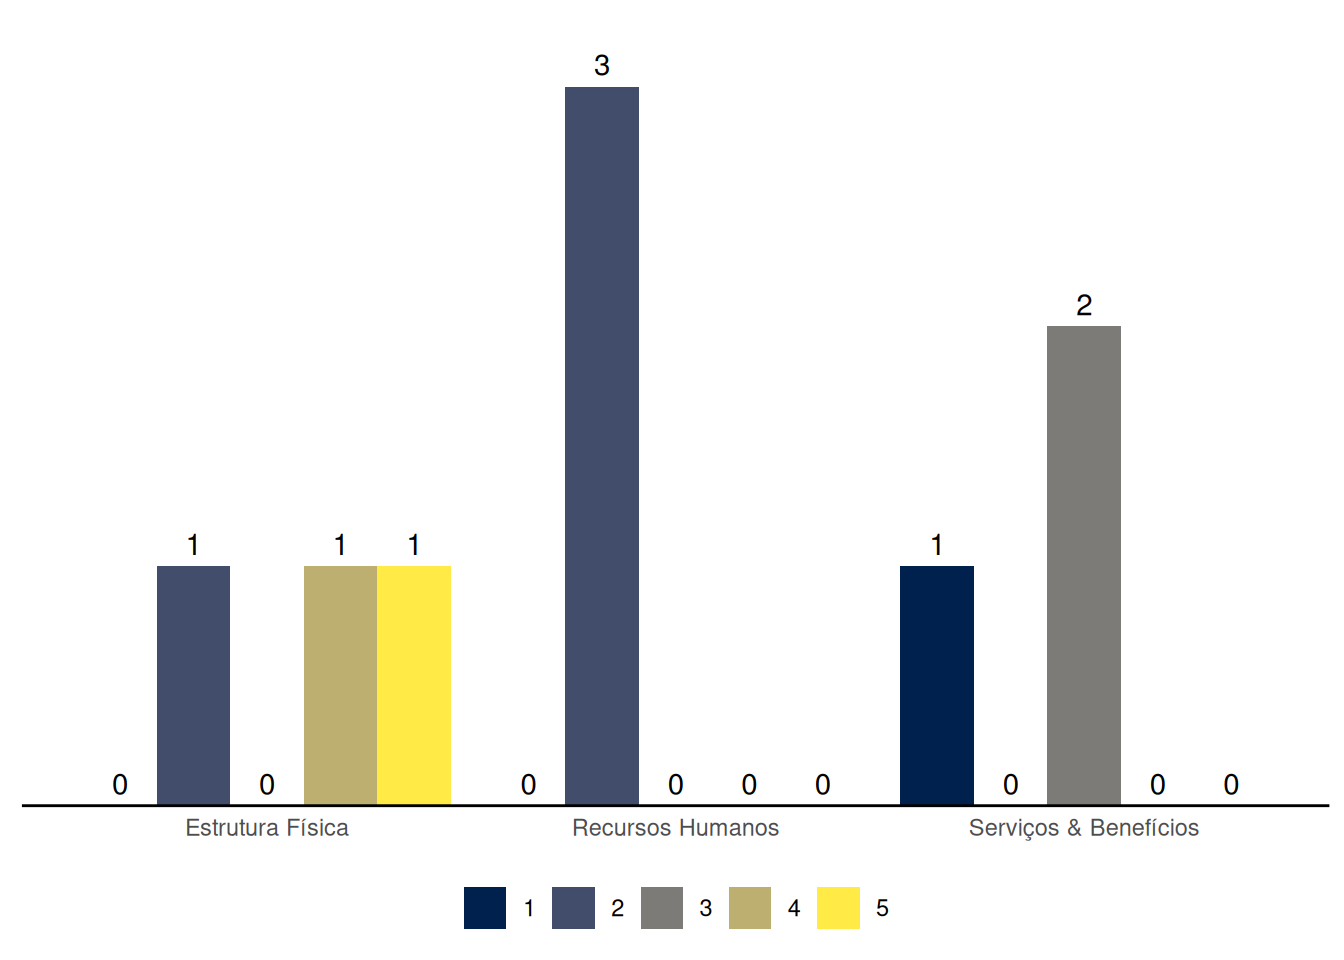 3
2
1 1 1 1
0 0 0 0 0 0 0 0 0
Estrutura Física Recursos Humanos Serviços & Benefícios
1 2 3 4 5